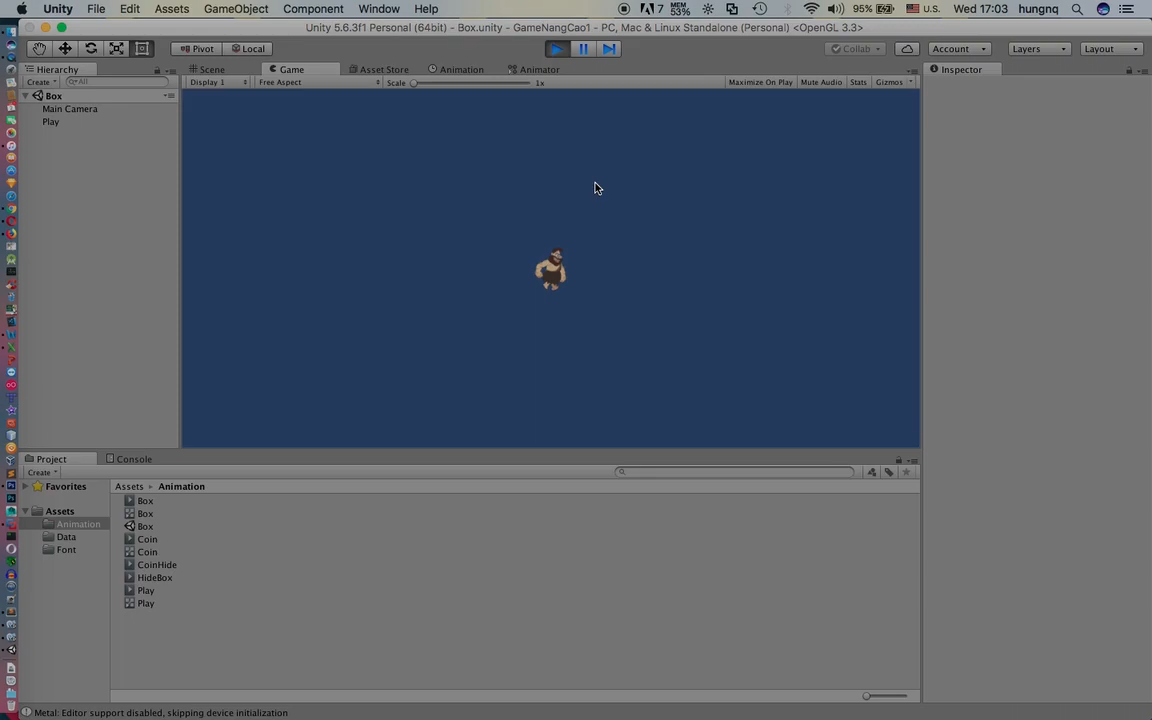 Unity File Edit Assets GameObject Component Window Help 7 MEM 53% 95% U.S. Wed 17:03 hungnq
Unity 5.6.3f1 Personal (64bit) - Box.unity - GameNangCao1 - PC, Mac & Linux Standalone (Personal) <OpenGL 3.3>
Pivot Local Collab Account Layers Layout
Hierarchy Scene Game Asset Store Animation Animator Inspector
Create All Display 1 Free Aspect Scale 1x Maximize On Play Mute Audio Stats Gizmos
Box
Main Camera
Play
Project Console
Create
Favorites
Assets
Animation
Data
Font
Assets Animation
Box
Box
Box
Coin
Coin
CoinHide
HideBox
Play
Play
Metal: Editor support disabled, skipping device initialization